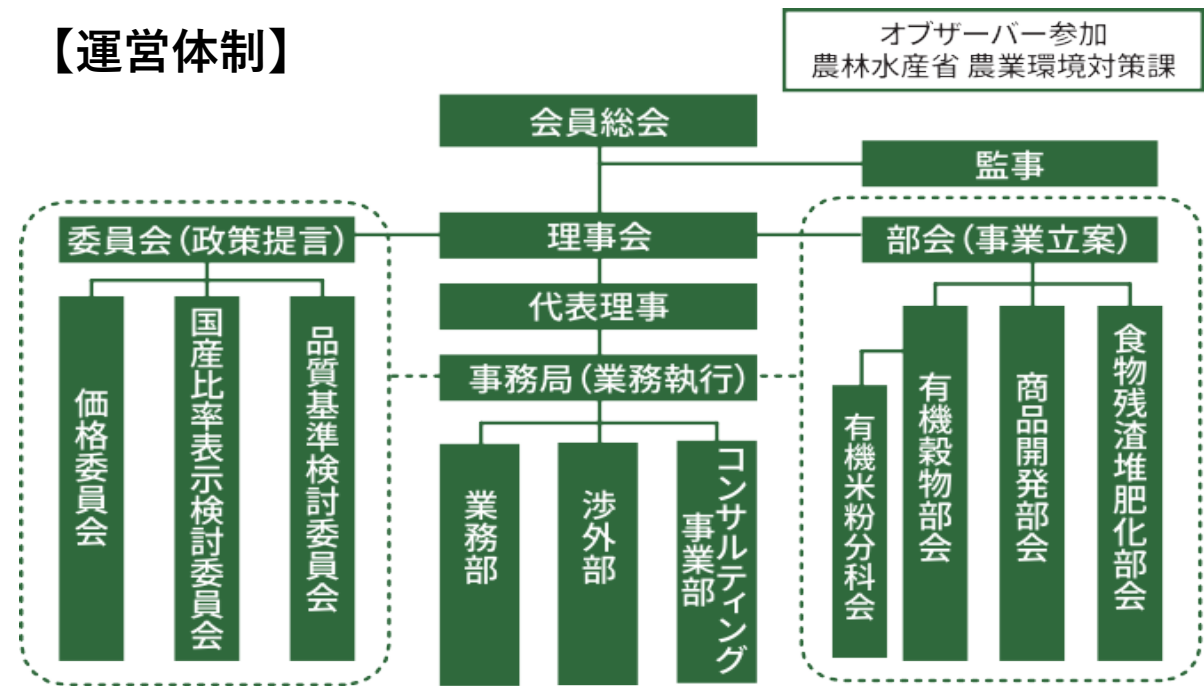 【運営体制】
オブザーバー参加
農林水産省 農業環境対策課
会員総会
監事
委員会（政策提言）
理事会
部会（事業立案）
代表理事
事務局（業務執行）
価格委員会
国産比率表示検討委員会
品質基準検討委員会
業務部
渉外部
コンサルティング
事業部
有機米粉分科会
有機穀物部会
商品開発部会
食物残渣堆肥化部会